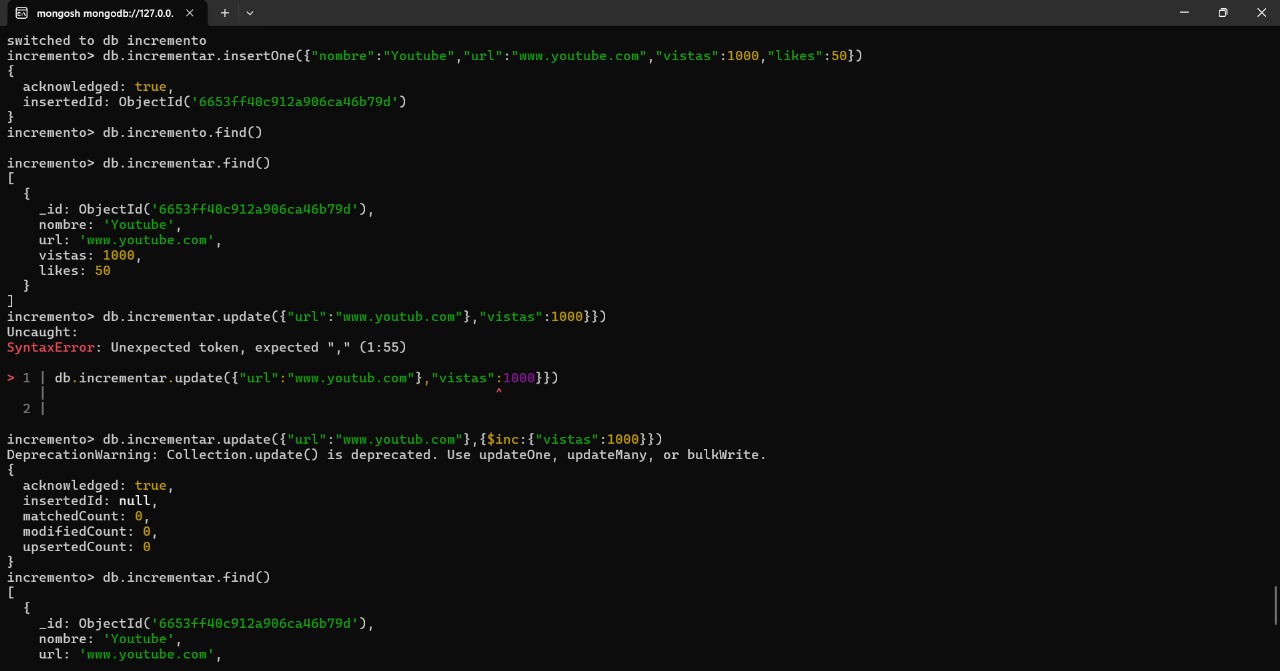 mongosh mongodb://127.0.0.
switched to db incremento
incremento> db.incrementar.insertOne({"nombre":"Youtube","url":"www.youtube.com","vistas":1000,"likes":50})
{
  acknowledged: true,
  insertedId: ObjectId('6653ff40c912a906ca46b79d')
}
incremento> db.incremento.find()

incremento> db.incrementar.find()
[
  {
    _id: ObjectId('6653ff40c912a906ca46b79d'),
    nombre: 'Youtube',
    url: 'www.youtube.com',
    vistas: 1000,
    likes: 50
  }
]
incremento> db.incrementar.update({"url":"www.youtub.com"},"vistas":1000}})
Uncaught:
SyntaxError: Unexpected token, expected "," (1:55)

> 1 | db.incrementar.update({"url":"www.youtub.com"},"vistas":1000}})
    |                                                        ^
  2 |

incremento> db.incrementar.update({"url":"www.youtub.com"},{$inc:{"vistas":1000}})
DeprecationWarning: Collection.update() is deprecated. Use updateOne, updateMany, or bulkWrite.
{
  acknowledged: true,
  insertedId: null,
  matchedCount: 0,
  modifiedCount: 0,
  upsertedCount: 0
}
incremento> db.incrementar.find()
[
  {
    _id: ObjectId('6653ff40c912a906ca46b79d'),
    nombre: 'Youtube',
    url: 'www.youtube.com',